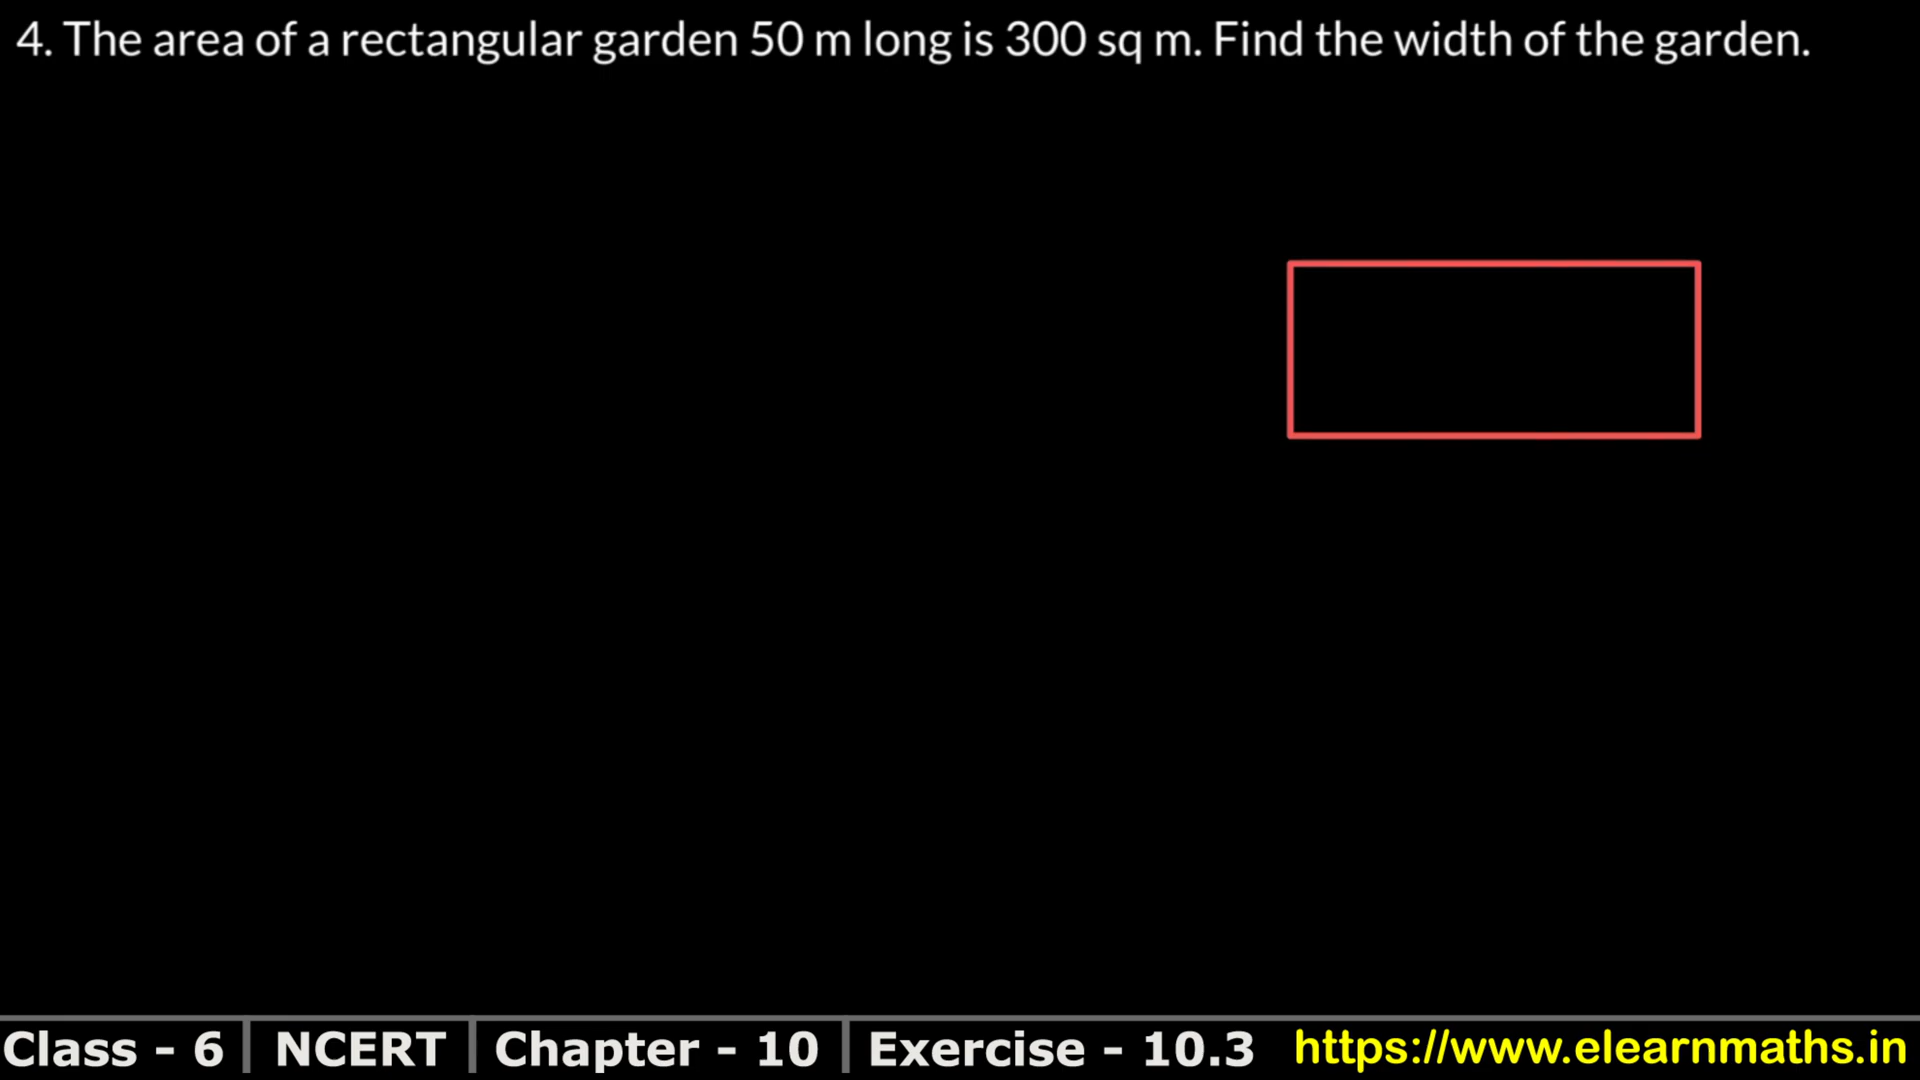 4. The area of a rectangular garden 50 m long is 300 sq m. Find the width of the garden.
Class - 6 NCERT Chapter - 10 Exercise - 10.3 https://www.elearnmaths.in